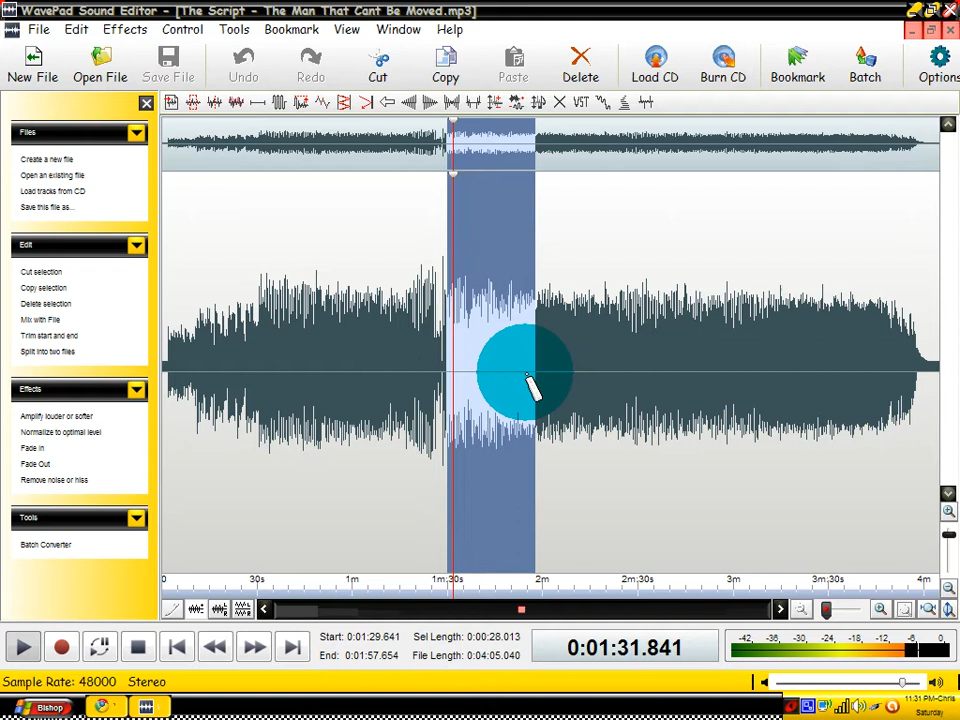 WavePad Sound Editor - [The Script - The Man That Cant Be Moved.mp3]
File Edit Effects Control Tools Bookmark View Window Help
New File Open File Save File Undo Redo Cut Copy Paste Delete Load CD Burn CD Bookmark Batch Options
VST
Files
Create a new file
Open an existing file
Load tracks from CD
Save this file as...
Edit
Cut selection
Copy selection
Delete selection
Mix with File
Trim start and end
Split into two files
Effects
Amplify louder or softer
Normalize to optimal level
Fade in
Fade Out
Remove noise or hiss
Tools
Batch Converter
0 30s 1m 1m:30s 2m 2m:30s 3m 3m:30s 4m
Start: 0:01:29.641 Sel Length: 0:00:28.013
End: 0:01:57.654 File Length: 0:04:05.040
0:01:31.841
-42 -36 -30 -24 -18 -12 -6 0
Sample Rate: 48000 Stereo
Bishop
11:31 PM-Chris
Saturday